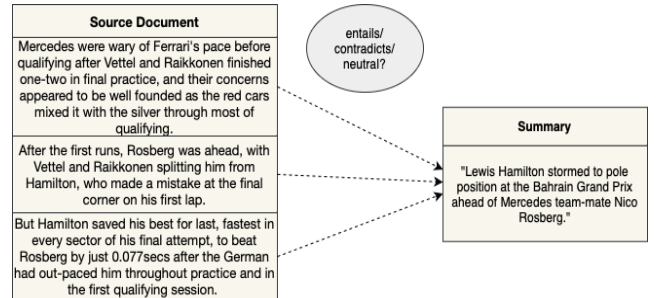 Source Document
Mercedes were wary of Ferrari's pace before
qualifying after Vettel and Raikkonen finished
one-two in final practice, and their concerns
appeared to be well founded as the red cars
mixed it with the silver through most of
qualifying.
After the first runs, Rosberg was ahead, with
Vettel and Raikkonen splitting him from
Hamilton, who made a mistake at the final
corner on his first lap.
But Hamilton saved his best for last, fastest in
every sector of his final attempt, to beat
Rosberg by just 0.077secs after the German
had out-paced him throughout practice and in
the first qualifying session.
entails/
contradicts/
neutral?
Summary
"Lewis Hamilton stormed to pole
position at the Bahrain Grand Prix
ahead of Mercedes team-mate Nico
Rosberg."